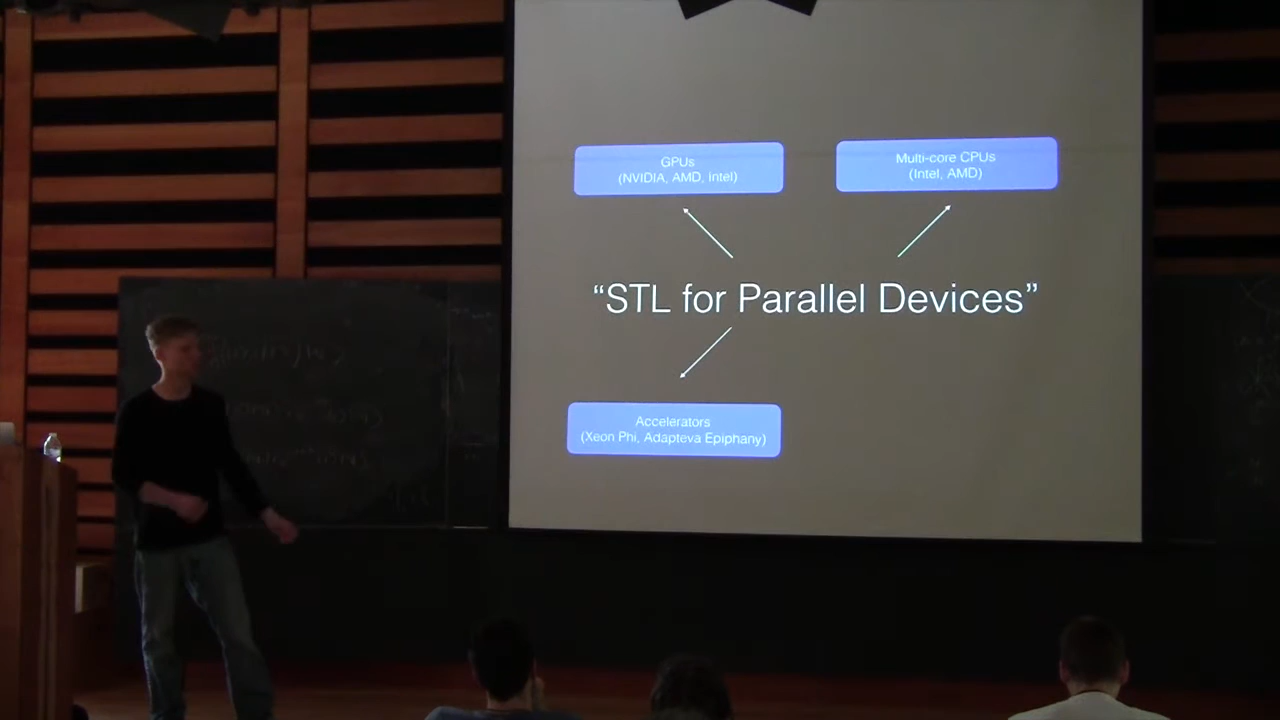 GPUs
(NVIDIA, AMD, Intel)
Multi-core CPUs
(Intel, AMD)
“STL for Parallel Devices”
Accelerators
(Xeon Phi, Adapteva Epiphany)